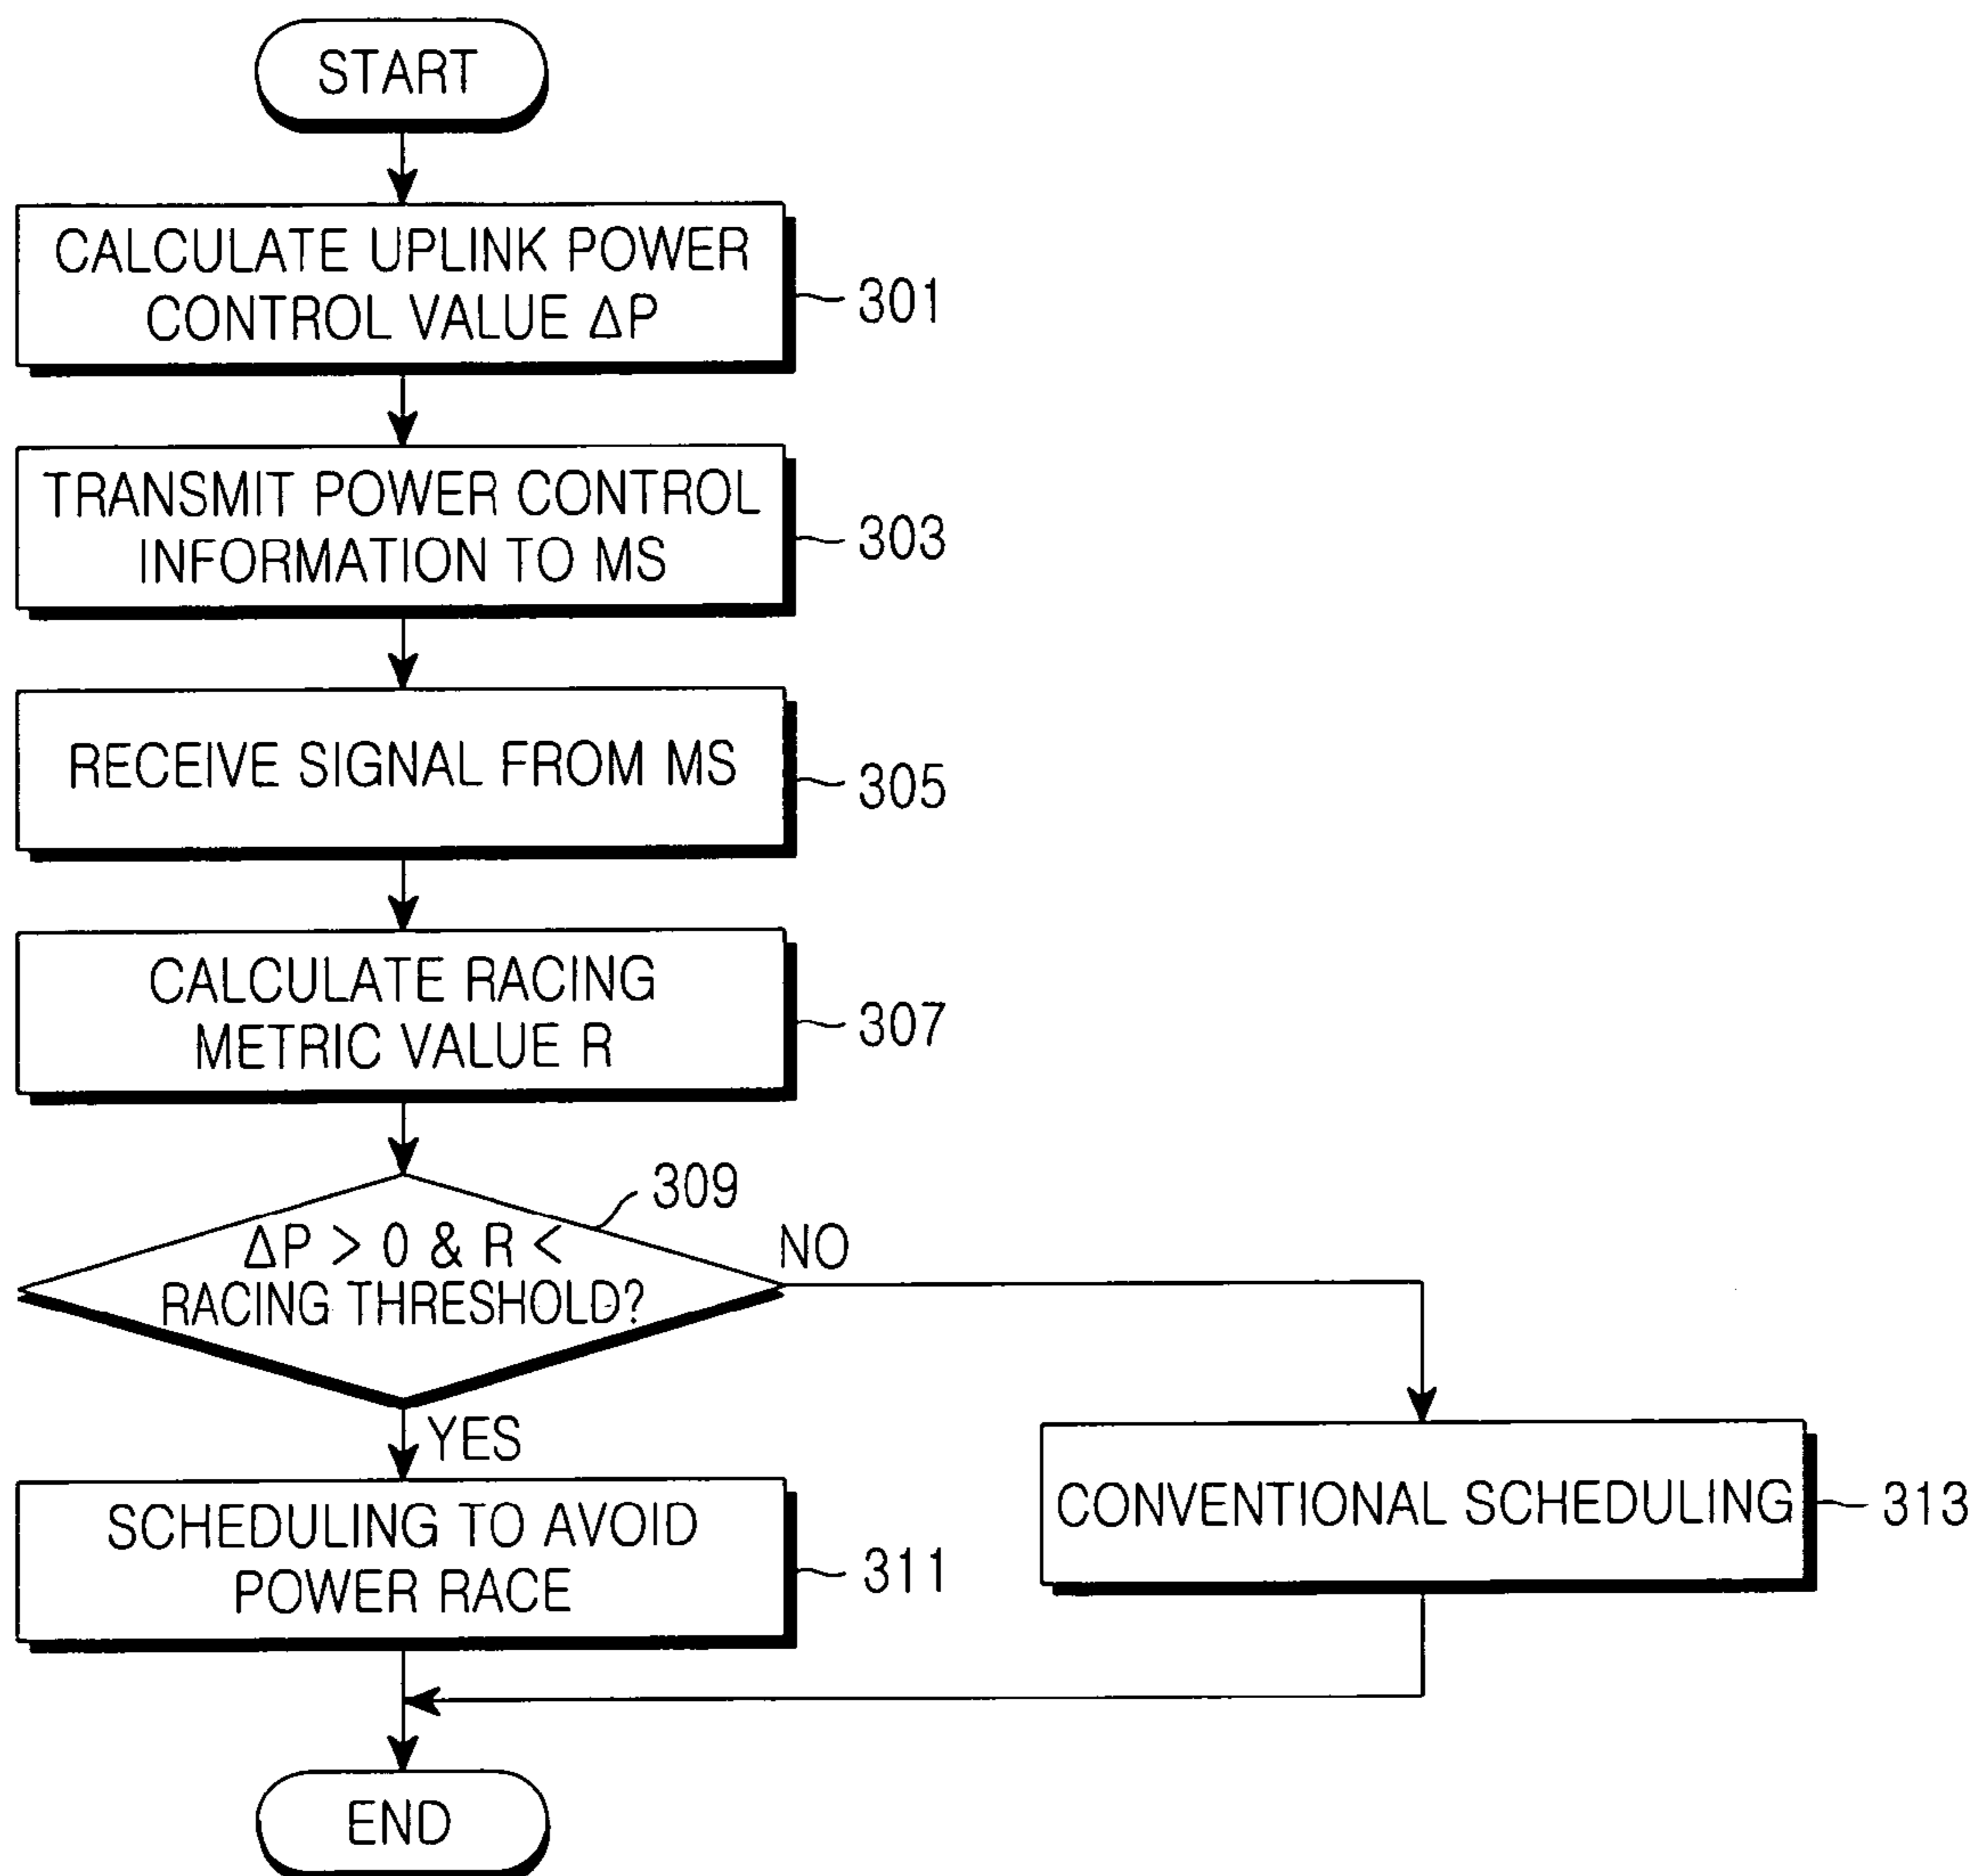 START
CALCULATE UPLINK POWER
CONTROL VALUE ΔP
301
TRANSMIT POWER CONTROL
INFORMATION TO MS
303
RECEIVE SIGNAL FROM MS
305
CALCULATE RACING
METRIC VALUE R
307
309
ΔP > 0 & R <
RACING THRESHOLD?
NO
YES
SCHEDULING TO AVOID
POWER RACE
311
CONVENTIONAL SCHEDULING
313
END